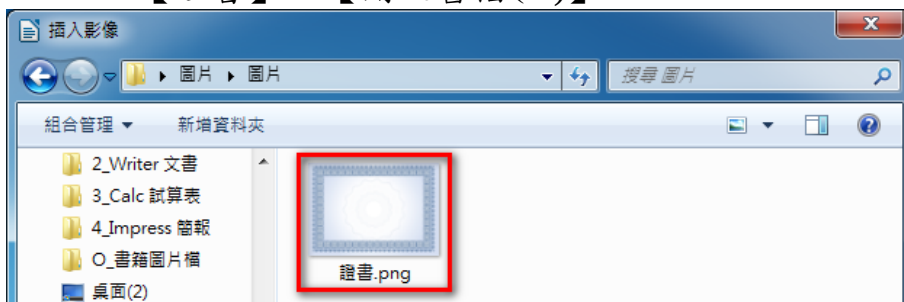 插入影像
圖片 圖片
搜尋 圖片
組合管理 新增資料夾
2_Writer 文書
3_Calc 試算表
4_Impress 簡報
O_書籍圖片檔
桌面(2)
證書.png